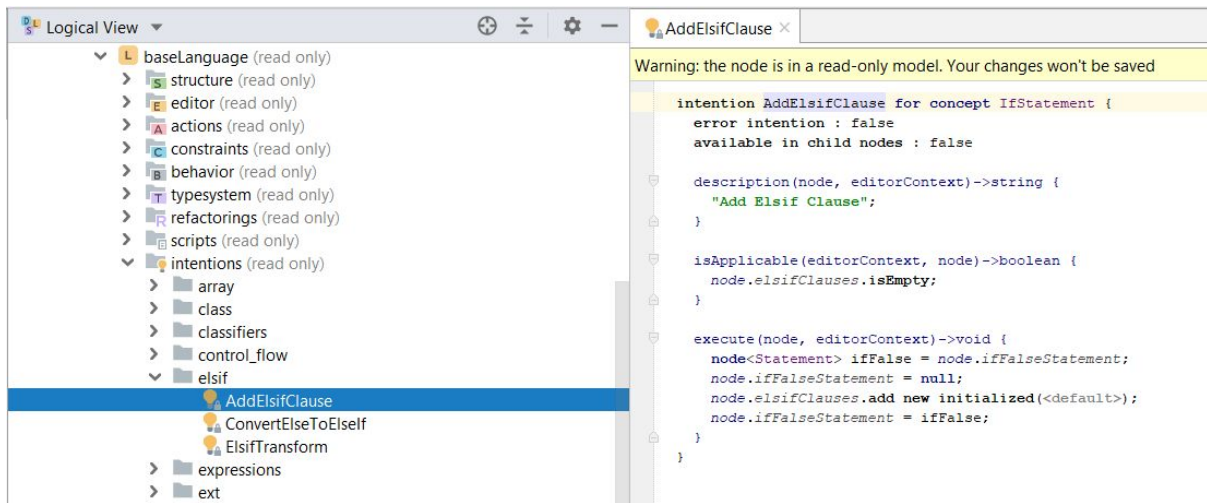 Logical View
baseLanguage (read only)
structure (read only)
editor (read only)
actions (read only)
constraints (read only)
behavior (read only)
typesystem (read only)
refactorings (read only)
scripts (read only)
intentions (read only)
array
class
classifiers
control_flow
elsif
AddElsifClause
ConvertElseToElseIf
ElsifTransform
expressions
ext
AddElsifClause
Warning: the node is in a read-only model. Your changes won't be saved
intention AddElsifClause for concept IfStatement {
error intention : false
available in child nodes : false
description(node, editorContext)->string {
"Add Elsif Clause";
}
isApplicable(editorContext, node)->boolean {
node.elsifClauses.isEmpty;
}
execute(node, editorContext)->void {
node<Statement> ifFalse = node.ifFalseStatement;
node.ifFalseStatement = null;
node.elsifClauses.add new initialized(<default>);
node.ifFalseStatement = ifFalse;
}
}